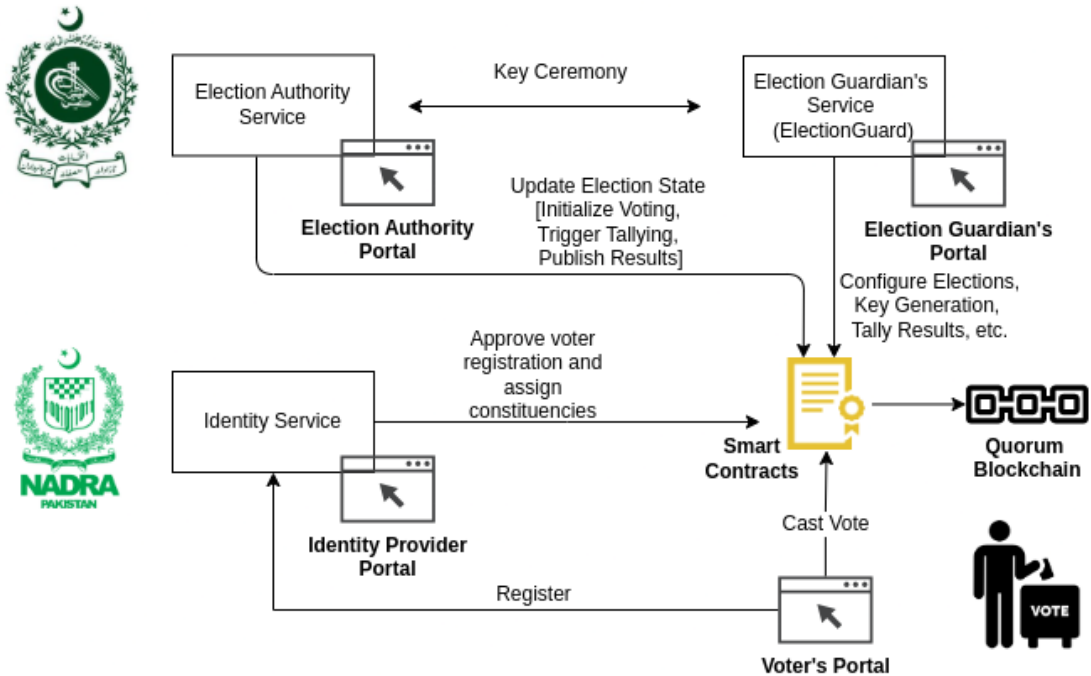 Election Authority
Service
Key Ceremony
Election Guardian's
Service
(ElectionGuard)
Election Authority
Portal
Update Election State
[Initialize Voting,
Trigger Tallying,
Publish Results]
Election Guardian's
Portal
Configure Elections,
Key Generation,
Tally Results, etc.
NADRA
PAKISTAN
Identity Service
Approve voter
registration and
assign
constituencies
Smart
Contracts
Quorum
Blockchain
Identity Provider
Portal
Cast Vote
VOTE
Register
Voter's Portal